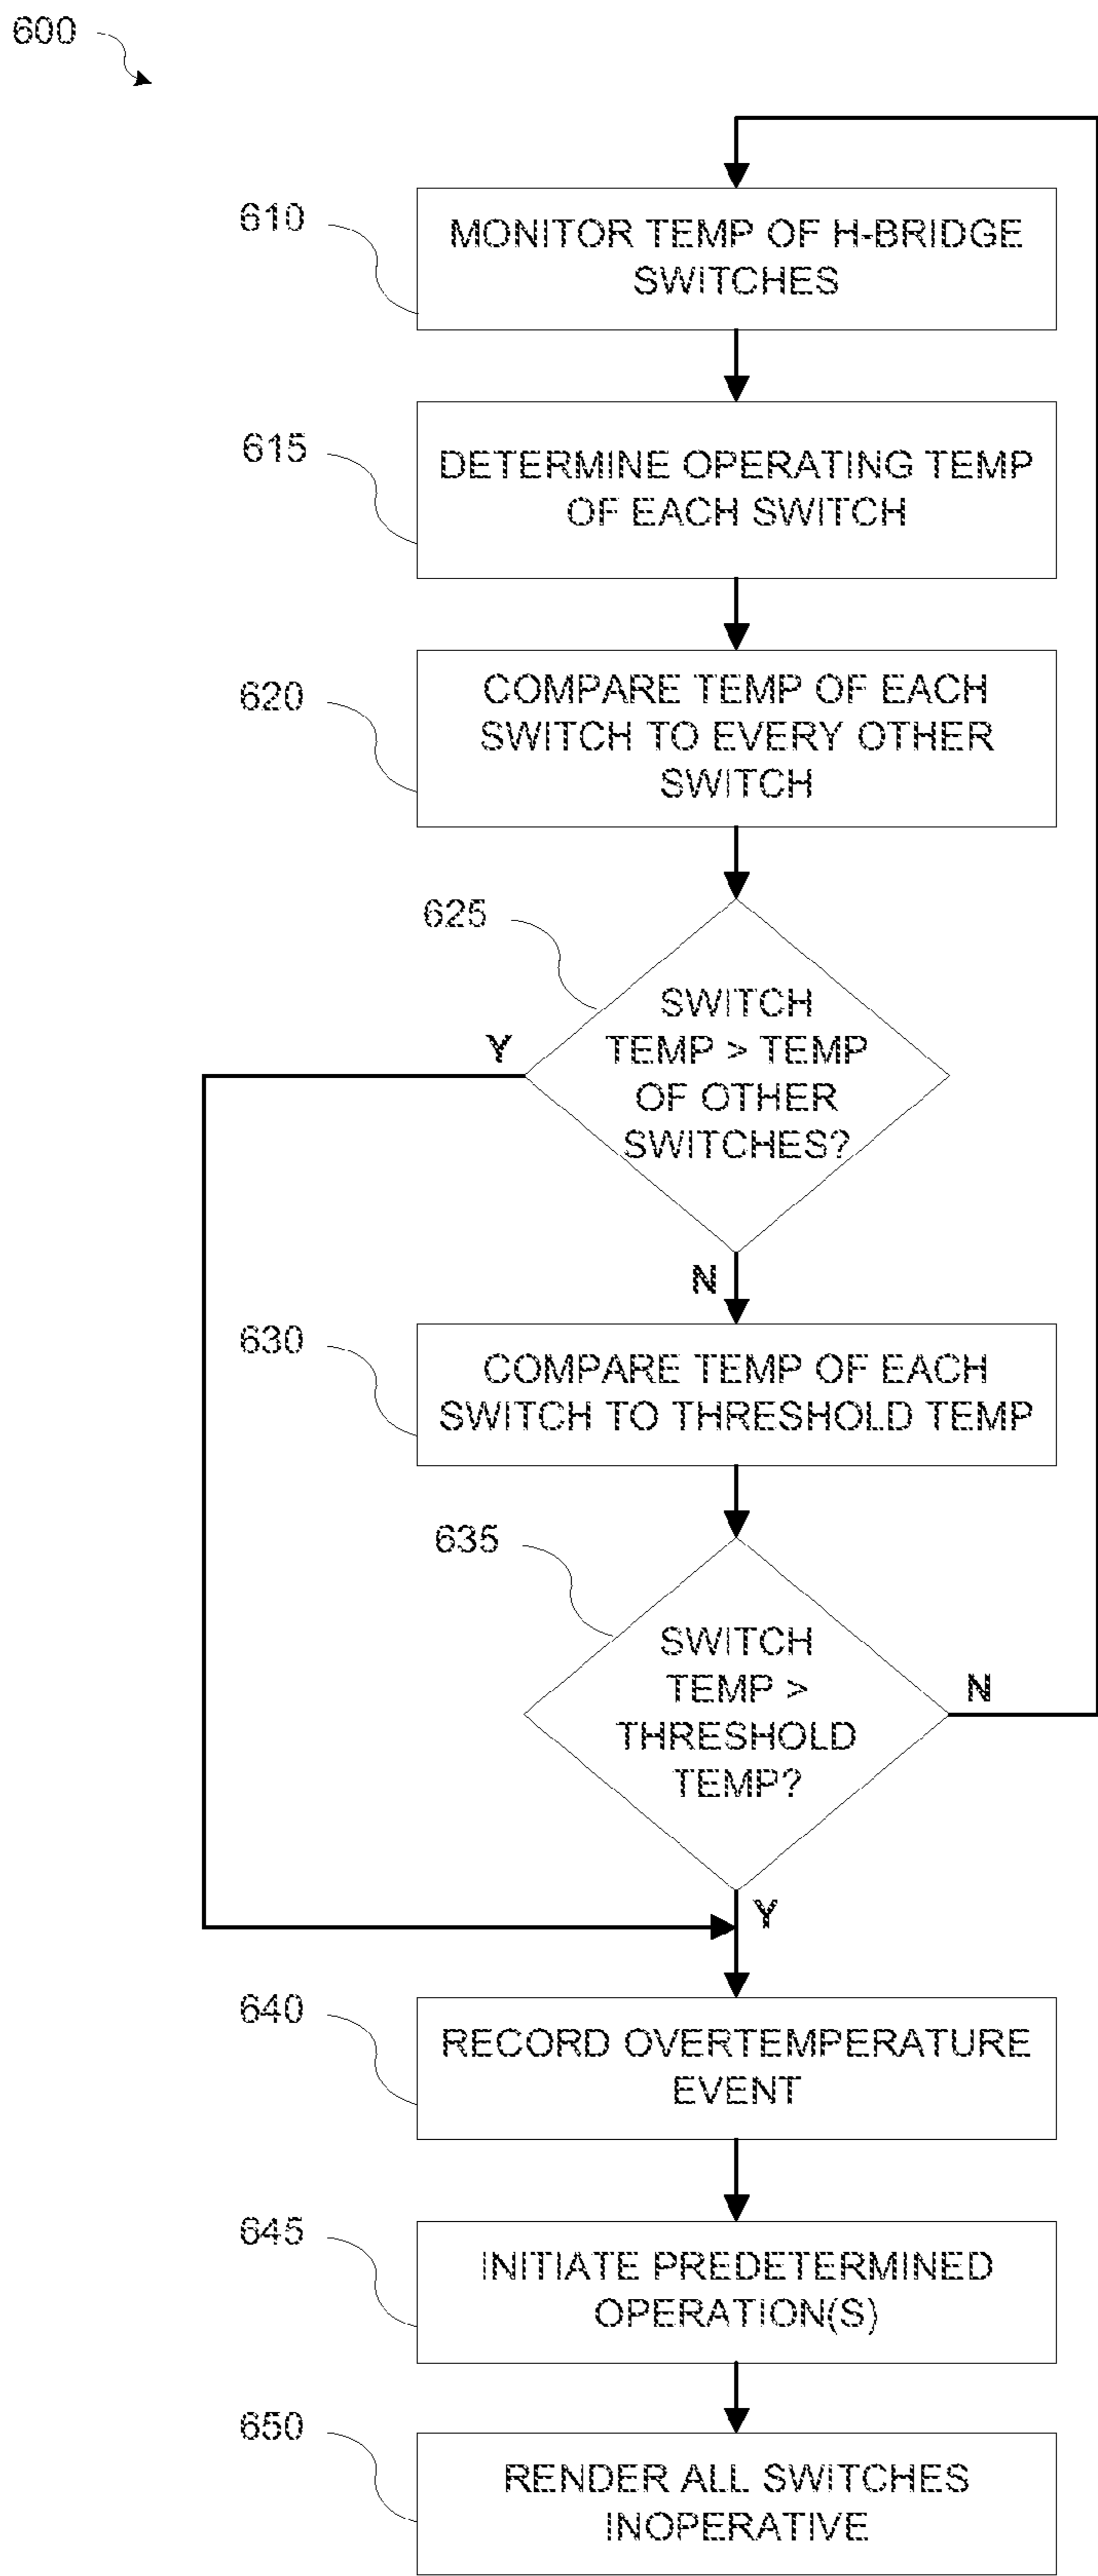 600
610
MONITOR TEMP OF H-BRIDGE
SWITCHES
615
DETERMINE OPERATING TEMP
OF EACH SWITCH
620
COMPARE TEMP OF EACH
SWITCH TO EVERY OTHER
SWITCH
625
SWITCH
TEMP > TEMP
OF OTHER
SWITCHES?
Y
N
630
COMPARE TEMP OF EACH
SWITCH TO THRESHOLD TEMP
635
SWITCH
TEMP >
THRESHOLD
TEMP?
N
Y
640
RECORD OVERTEMPERATURE
EVENT
645
INITIATE PREDETERMINED
OPERATION(S)
650
RENDER ALL SWITCHES
INOPERATIVE